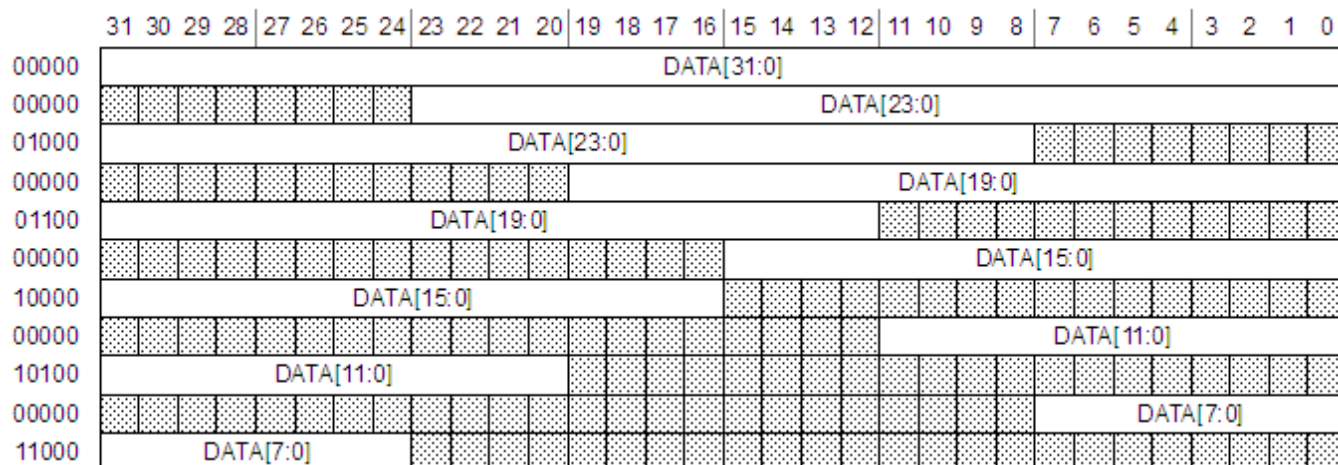 31 30 29 28 27 26 25 24 23 22 21 20 19 18 17 16 15 14 13 12 11 10 9 8 7 6 5 4 3 2 1 0
00000 DATA[31:0]
00000 DATA[23:0]
01000 DATA[23:0]
00000 DATA[19:0]
01100 DATA[19:0]
00000 DATA[15:0]
10000 DATA[15:0]
00000 DATA[11:0]
10100 DATA[11:0]
00000 DATA[7:0]
11000 DATA[7:0]